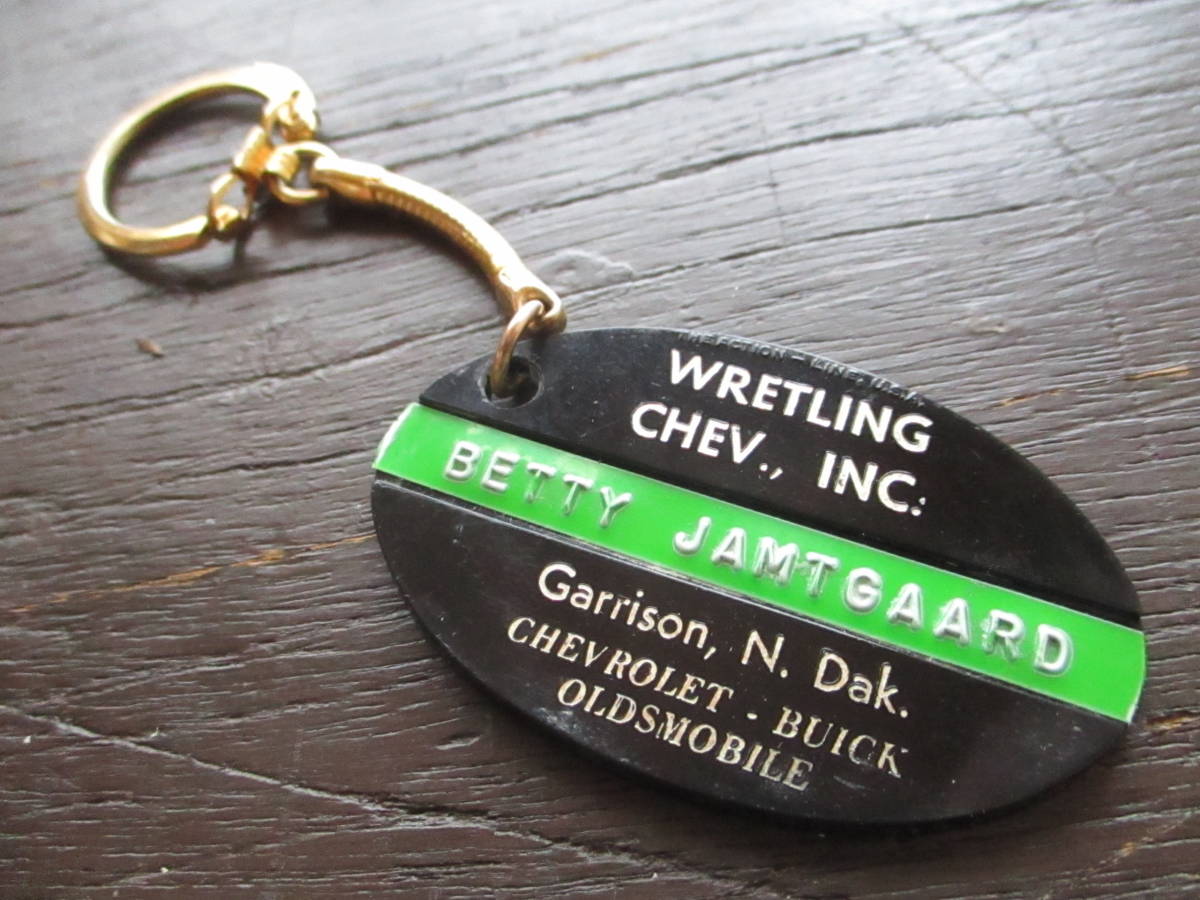 WRETLING
CHEV., INC.
BETTY JAMTGAARD
Garrison, N. Dak.
CHEVROLET - BUICK
OLDSMOBILE